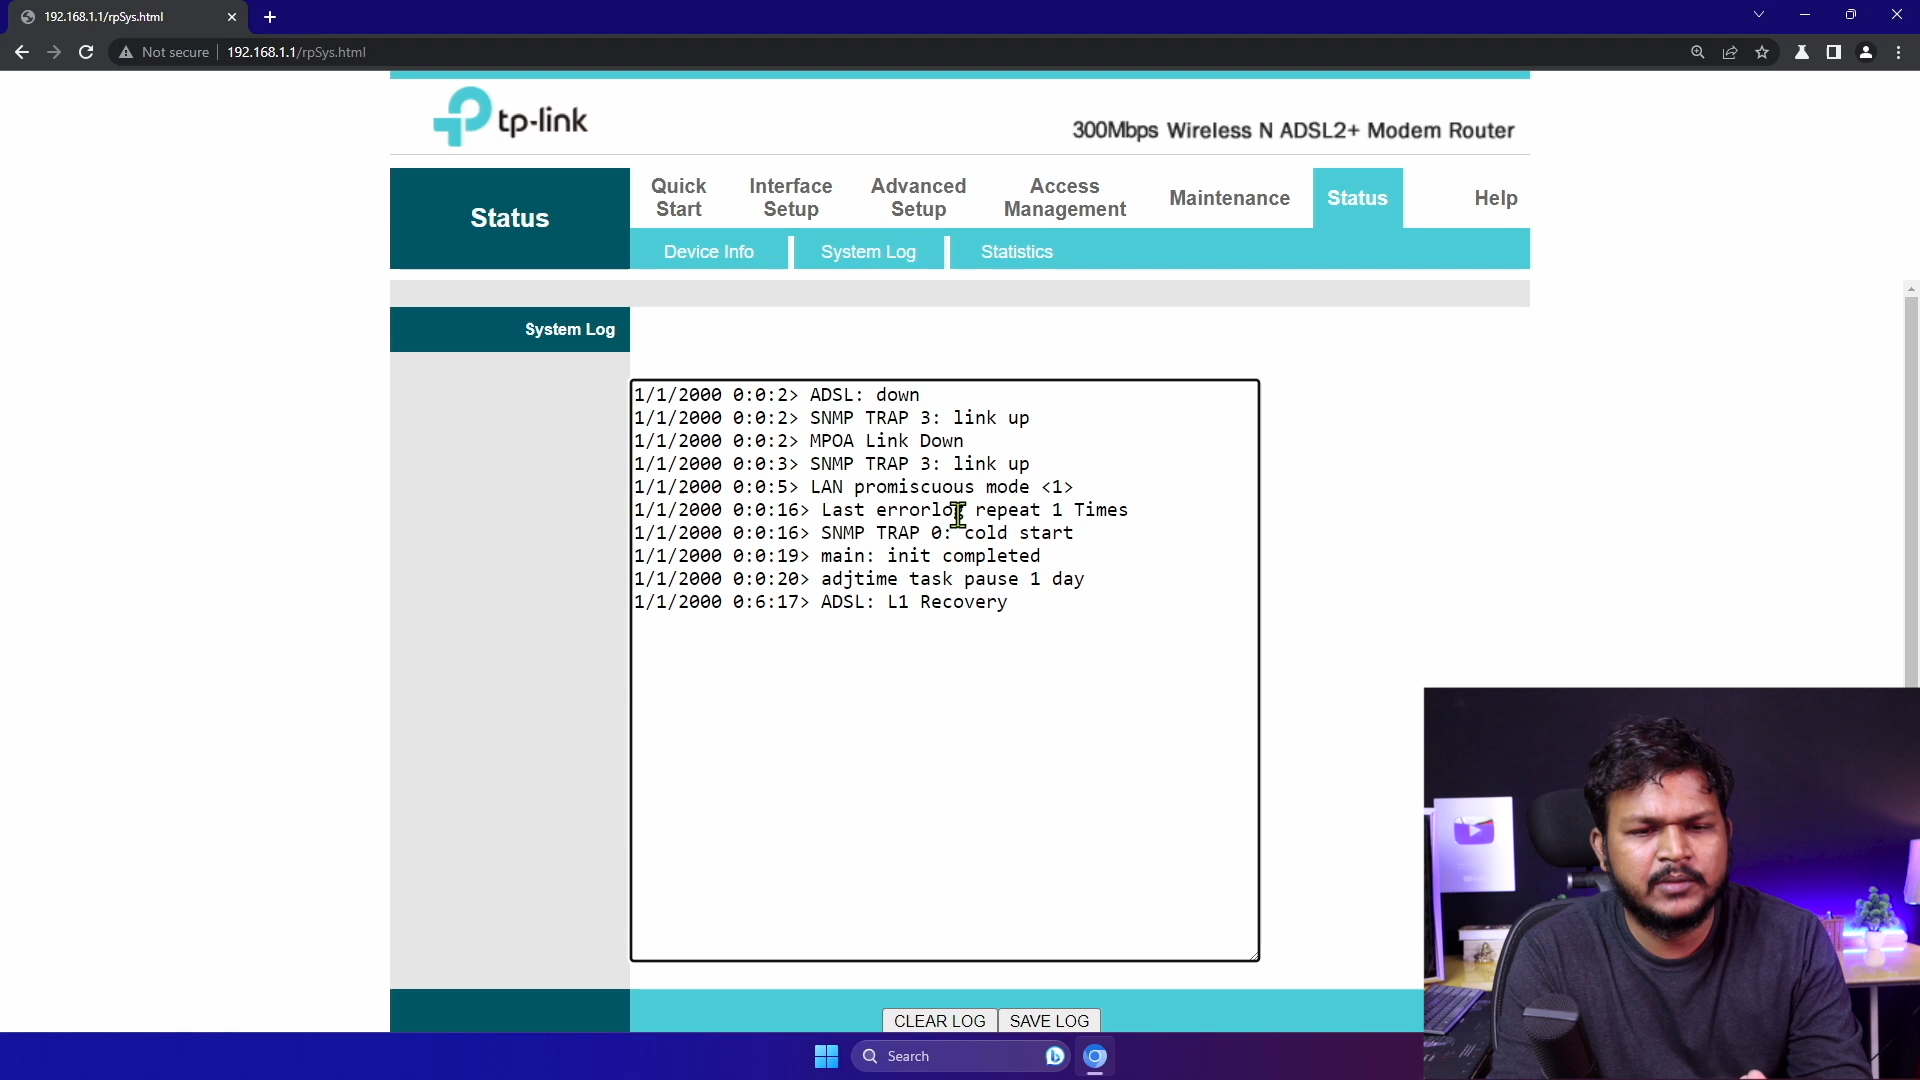 192.168.1.1/rpSys.html
Not secure
192.168.1.1/rpSys.html
tp-link
300Mbps Wireless N ADSL2+ Modem Router
Status
Quick Start
Interface Setup
Advanced Setup
Access Management
Maintenance
Status
Help
Device Info
System Log
Statistics
System Log
1/1/2000 0:0:2> ADSL: down
1/1/2000 0:0:2> SNMP TRAP 3: link up
1/1/2000 0:0:2> MPOA Link Down
1/1/2000 0:0:3> SNMP TRAP 3: link up
1/1/2000 0:0:5> LAN promiscuous mode <1>
1/1/2000 0:0:16> Last errorlog repeat 1 Times
1/1/2000 0:0:16> SNMP TRAP 0: cold start
1/1/2000 0:0:19> main: init completed
1/1/2000 0:0:20> adjtime task pause 1 day
1/1/2000 0:6:17> ADSL: L1 Recovery
CLEAR LOG
SAVE LOG
Search